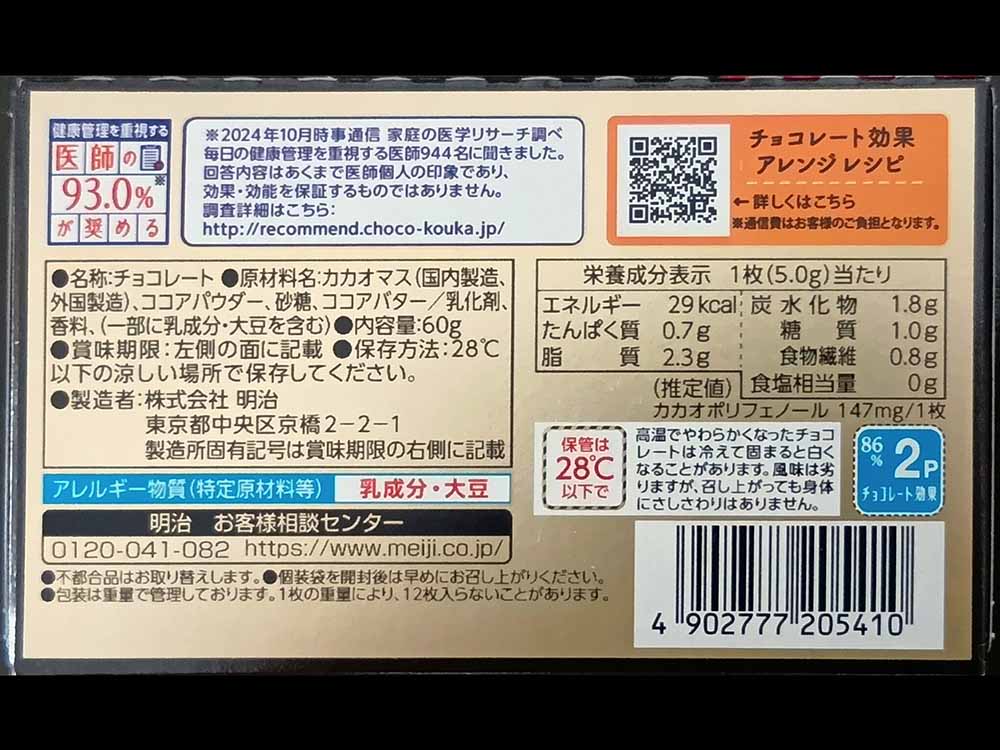 健康管理を重視する
医師の
93.0%※
が奨める
※2024年10月時事通信 家庭の医学リサーチ調べ
毎日の健康管理を重視する医師944名に聞きました。
回答内容はあくまで医師個人の印象であり、
効果・効能を保証するものではありません。
調査詳細はこちら:
http://recommend.choco-kouka.jp/
チョコレート効果
アレンジレシピ
←詳しくはこちら
※通信費はお客様のご負担となります。
●名称:チョコレート ●原材料名:カカオマス(国内製造、
外国製造)、ココアパウダー、砂糖、ココアバター/乳化剤、
香料、(一部に乳成分・大豆を含む) ●内容量:60g
●賞味期限:左側の面に記載 ●保存方法:28℃
以下の涼しい場所で保存してください。
●製造者:株式会社 明治
東京都中央区京橋2-2-1
製造所固有記号は賞味期限の右側に記載
栄養成分表示 1枚(5.0g)当たり
エネルギー 29kcal 炭水化物 1.8g
たんぱく質 0.7g 糖質 1.0g
脂質 2.3g 食物繊維 0.8g
(推定値) 食塩相当量 0g
カカオポリフェノール 147mg/1枚
アレルギー物質(特定原材料等) 乳成分・大豆
明治 お客様相談センター
0120-041-082 https://www.meiji.co.jp/
●不都合品はお取り替えします。●個装袋を開封後は早めにお召し上がりください。
●包装は重量で管理しております。1枚の重量により、12枚入らないことがあります。
保管は
28℃
以下で
高温でやわらかくなったチョコ
レートは冷えて固まると白く
なることがあります。風味は劣
りますが、召し上がっても身体
にさしさわりはありません。
86% 2P
チョコレート効果
4 902777 205410